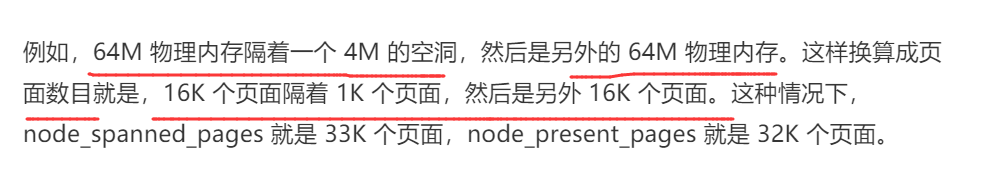 例如，64M 物理内存隔着一个 4M 的空洞，然后是另外的 64M 物理内存。这样换算成页
面数目就是，16K 个页面隔着 1K 个页面，然后是另外 16K 个页面。这种情况下，
node_spanned_pages 就是 33K 个页面，node_present_pages 就是 32K 个页面。